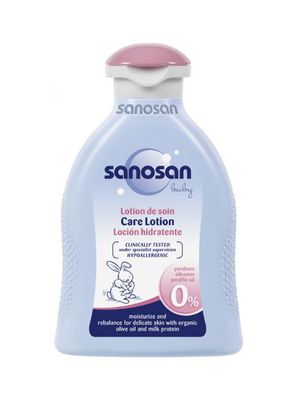 sanosan
sanosan
baby
Lotion de soin
Care Lotion
Loción hidratente
CLINICALLY TESTED
under specialist supervision
HYPOALLERGENIC
parabens
silicones
paraffin oil
0%
moisturize and
rebalance for delicate skin with organic
olive oil and milk protein